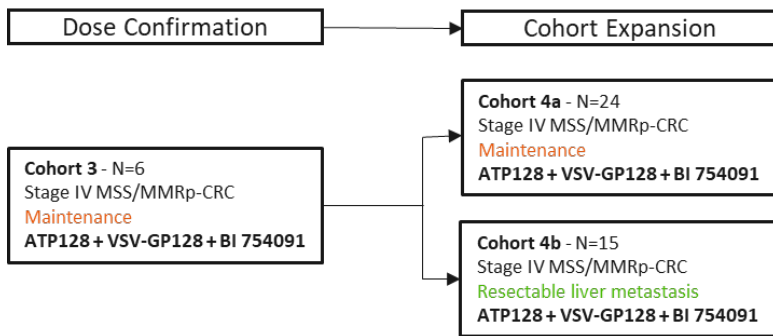 Dose Confirmation
Cohort Expansion
Cohort 3 - N=6
Stage IV MSS/MMRp-CRC
Maintenance
ATP128 + VSV-GP128 + BI 754091
Cohort 4a - N=24
Stage IV MSS/MMRp-CRC
Maintenance
ATP128 + VSV-GP128 + BI 754091
Cohort 4b - N=15
Stage IV MSS/MMRp-CRC
Resectable liver metastasis
ATP128 + VSV-GP128 + BI 754091